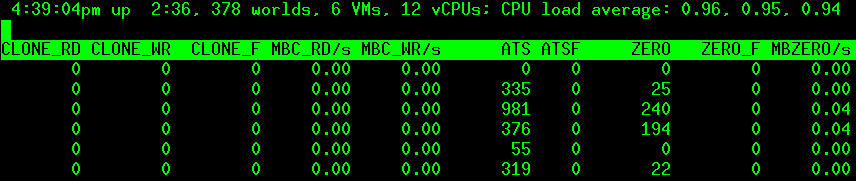 4:39:04pm up  2:36, 378 worlds, 6 VMs, 12 vCPUs; CPU load average: 0.96, 0.95, 0.94
CLONE_RD CLONE_WR CLONE_F MBC_RD/s MBC_WR/s ATS ATSF ZERO ZERO_F MBZERO/s
0 0 0 0.00 0.00 0 0 0 0 0.00
0 0 0 0.00 0.00 335 0 25 0 0.00
0 0 0 0.00 0.00 981 0 240 0 0.04
0 0 0 0.00 0.00 376 0 194 0 0.04
0 0 0 0.00 0.00 55 0 0 0 0.00
0 0 0 0.00 0.00 319 0 22 0 0.00